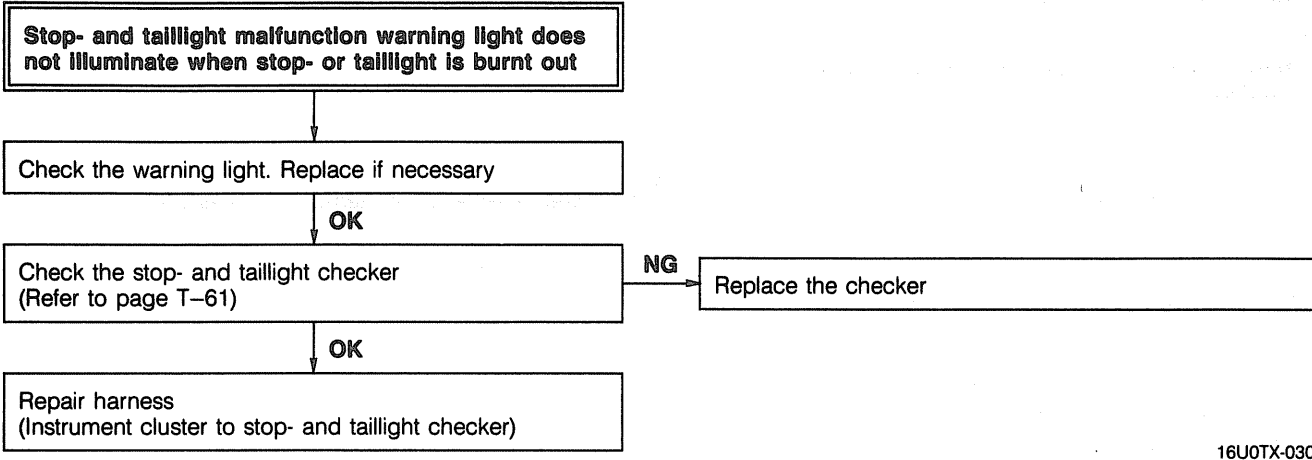 Stop- and taillight malfunction warning light does
not illuminate when stop- or taillight is burnt out
Check the warning light. Replace if necessary
OK
Check the stop- and taillight checker
(Refer to page T–61)
NG
Replace the checker
OK
Repair harness
(Instrument cluster to stop- and taillight checker)
16U0TX-030